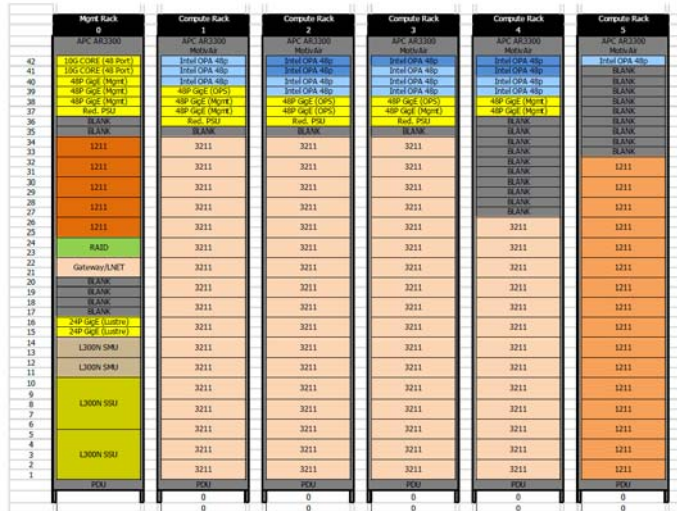 Mgmt Rack Compute Rack Compute Rack Compute Rack Compute Rack Compute Rack
0 1 2 3 4 5
APC AR3300 APC AR3300 APC AR3300 APC AR3300 APC AR3300 APC AR3300
MotivAir MotivAir MotivAir MotivAir MotivAir MotivAir
42 10G CORE (48 Port) Intel OPA 48p Intel OPA 48p Intel OPA 48p Intel OPA 48p Intel OPA 48p
41 10G CORE (48 Port) Intel OPA 48p Intel OPA 48p Intel OPA 48p Intel OPA 48p BLANK
40 48P GigE (Mgmt) Intel OPA 48p Intel OPA 48p Intel OPA 48p Intel OPA 48p BLANK
39 48P GigE (Mgmt) 48P GigE (OPS) Intel OPA 48p Intel OPA 48p Intel OPA 48p BLANK
38 48P GigE (Mgmt) 48P GigE (Mgmt) 48P GigE (OPS) 48P GigE (OPS) 48P GigE (Mgmt) BLANK
37 Red. PSU 48P GigE (Mgmt) 48P GigE (OPS) 48P GigE (Mgmt) 48P GigE (Mgmt) BLANK
36 BLANK Red. PSU Red. PSU Red. PSU BLANK BLANK
35 BLANK BLANK BLANK BLANK BLANK BLANK
34 1211 3211 3211 3211 BLANK BLANK
33 BLANK BLANK
32 1211 3211 3211 3211 BLANK 1211
31 BLANK
30 1211 3211 3211 3211 BLANK 1211
29 BLANK
28 1211 3211 3211 3211 BLANK 1211
27 BLANK
26 1211 3211 3211 3211 3211 1211
25
24 RAID 3211 3211 3211 3211 1211
23
22 Gateway/LNET 3211 3211 3211 3211 1211
21
20 BLANK 3211 3211 3211 3211 1211
19 BLANK
18 BLANK 3211 3211 3211 3211 1211
17 BLANK
16 24P GigE (Lustre) 3211 3211 3211 3211 1211
15 24P GigE (Lustre)
14 L300N SMU 3211 3211 3211 3211 1211
13
12 L300N SMU 3211 3211 3211 3211 1211
11
10 3211 3211 3211 3211 1211
9
8 L300N SSU 3211 3211 3211 3211 1211
7
6 3211 3211 3211 3211 1211
5
4 3211 3211 3211 3211 1211
3 L300N SSU
2 3211 3211 3211 3211 1211
1
PDU PDU PDU PDU PDU PDU
0 0 0 0 0
0 0 0 0 0